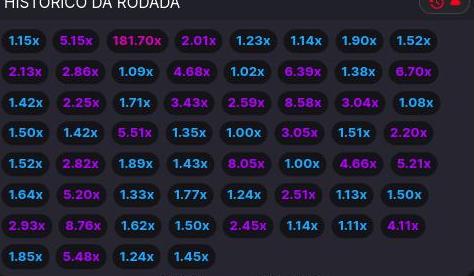 HISTÓRICO DA RODADA
1.15x 5.15x 181.70x 2.01x 1.23x 1.14x 1.90x 1.52x
2.13x 2.86x 1.09x 4.68x 1.02x 6.39x 1.38x 6.70x
1.42x 2.25x 1.71x 3.43x 2.59x 8.58x 3.04x 1.08x
1.50x 1.42x 5.51x 1.35x 1.00x 3.05x 1.51x 2.20x
1.52x 2.82x 1.89x 1.43x 8.05x 1.00x 4.66x 5.21x
1.64x 5.20x 1.33x 1.77x 1.24x 2.51x 1.13x 1.50x
2.93x 8.76x 1.62x 1.50x 2.45x 1.14x 1.11x 4.11x
1.85x 5.48x 1.24x 1.45x